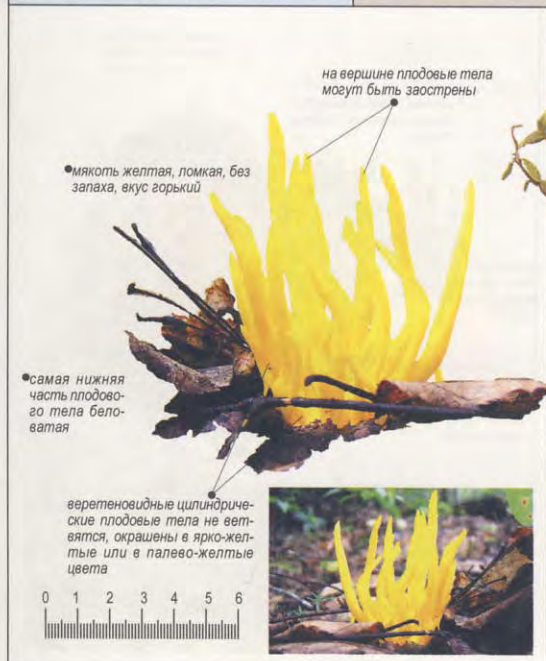 на вершине плодовые тела
могут быть заострены
мякоть желтая, ломкая, без
запаха, вкус горький
самая нижняя
часть плодово-
го тела бело-
ватая
веретеновидные цилиндриче-
ские плодовые тела не вет-
вятся, окрашены в ярко-жел-
тые или в палево-желтые
цвета
0 1 2 3 4 5 6